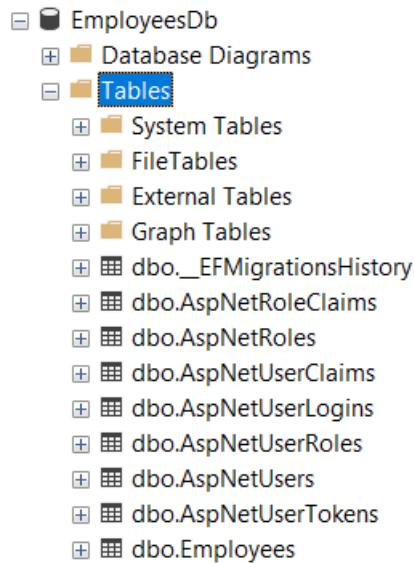 EmployeesDb
Database Diagrams
Tables
System Tables
FileTables
External Tables
Graph Tables
dbo.__EFMigrationsHistory
dbo.AspNetRoleClaims
dbo.AspNetRoles
dbo.AspNetUserClaims
dbo.AspNetUserLogins
dbo.AspNetUserRoles
dbo.AspNetUsers
dbo.AspNetUserTokens
dbo.Employees